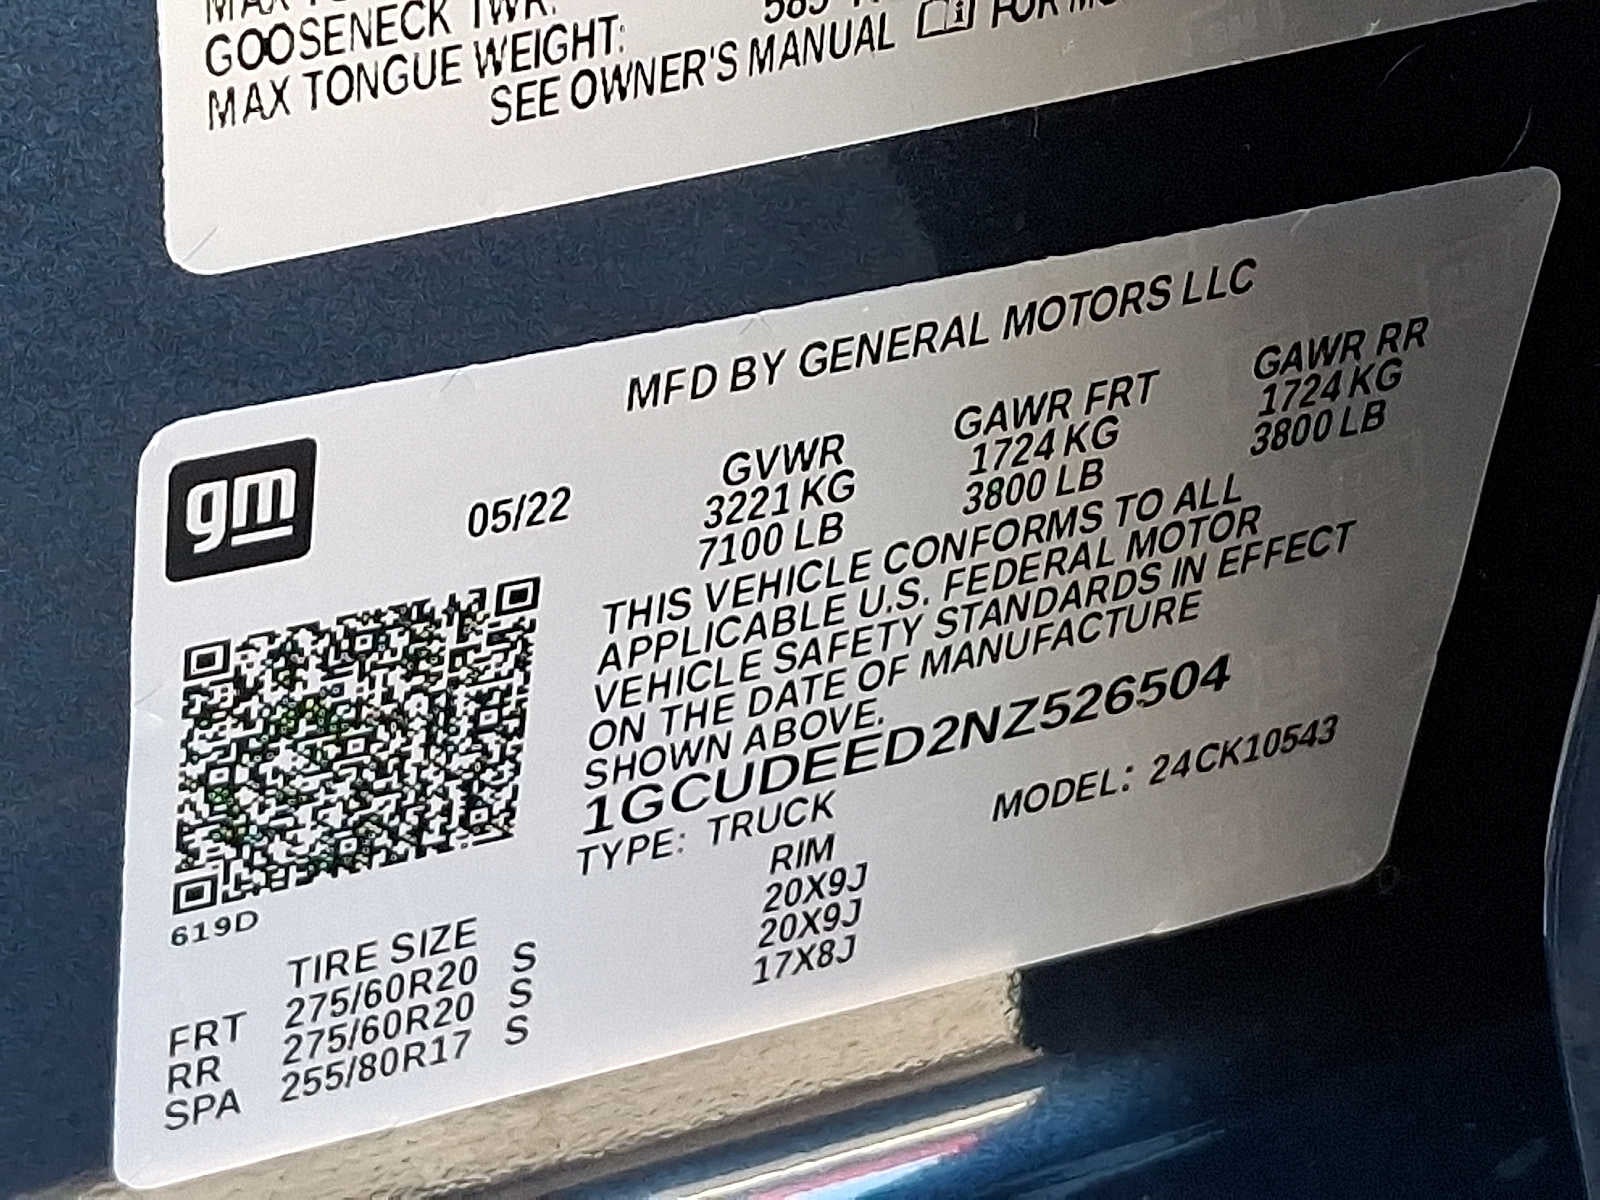 GOOSENECK TWR:
MAX TONGUE WEIGHT:
SEE OWNER'S MANUAL FOR
MFD BY GENERAL MOTORS LLC
gm
05/22
GVWR GAWR FRT GAWR RR
3221 KG 1724 KG 1724 KG
7100 LB 3800 LB 3800 LB
THIS VEHICLE CONFORMS TO ALL
APPLICABLE U.S. FEDERAL MOTOR
VEHICLE SAFETY STANDARDS IN EFFECT
ON THE DATE OF MANUFACTURE
SHOWN ABOVE.
1GCUDEED2NZ526504
TYPE: TRUCK MODEL: 24CK10543
619D
TIRE SIZE RIM
FRT 275/60R20 S 20X9J
RR 275/60R20 S 20X9J
SPA 255/80R17 S 17X8J